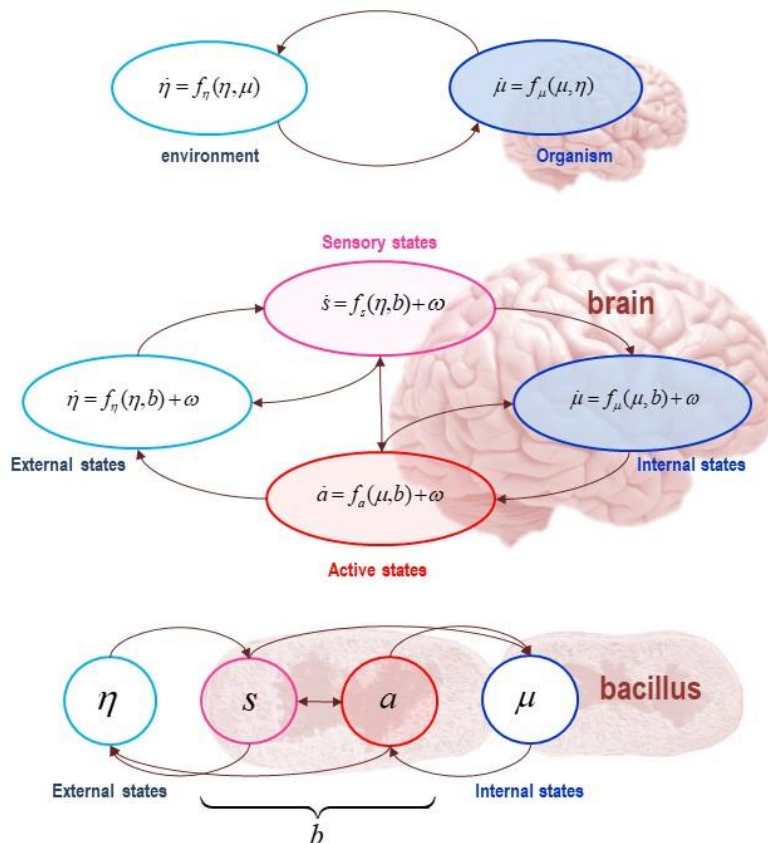 η̇ = f_η(η, μ)
μ̇ = f_μ(μ, η)
environment
Organism
Sensory states
ṡ = f_s(η, b) + ω
brain
η̇ = f_η(η, b) + ω
μ̇ = f_μ(μ, b) + ω
External states
Internal states
ȧ = f_a(μ, b) + ω
Active states
η
s
a
μ
bacillus
External states
Internal states
b